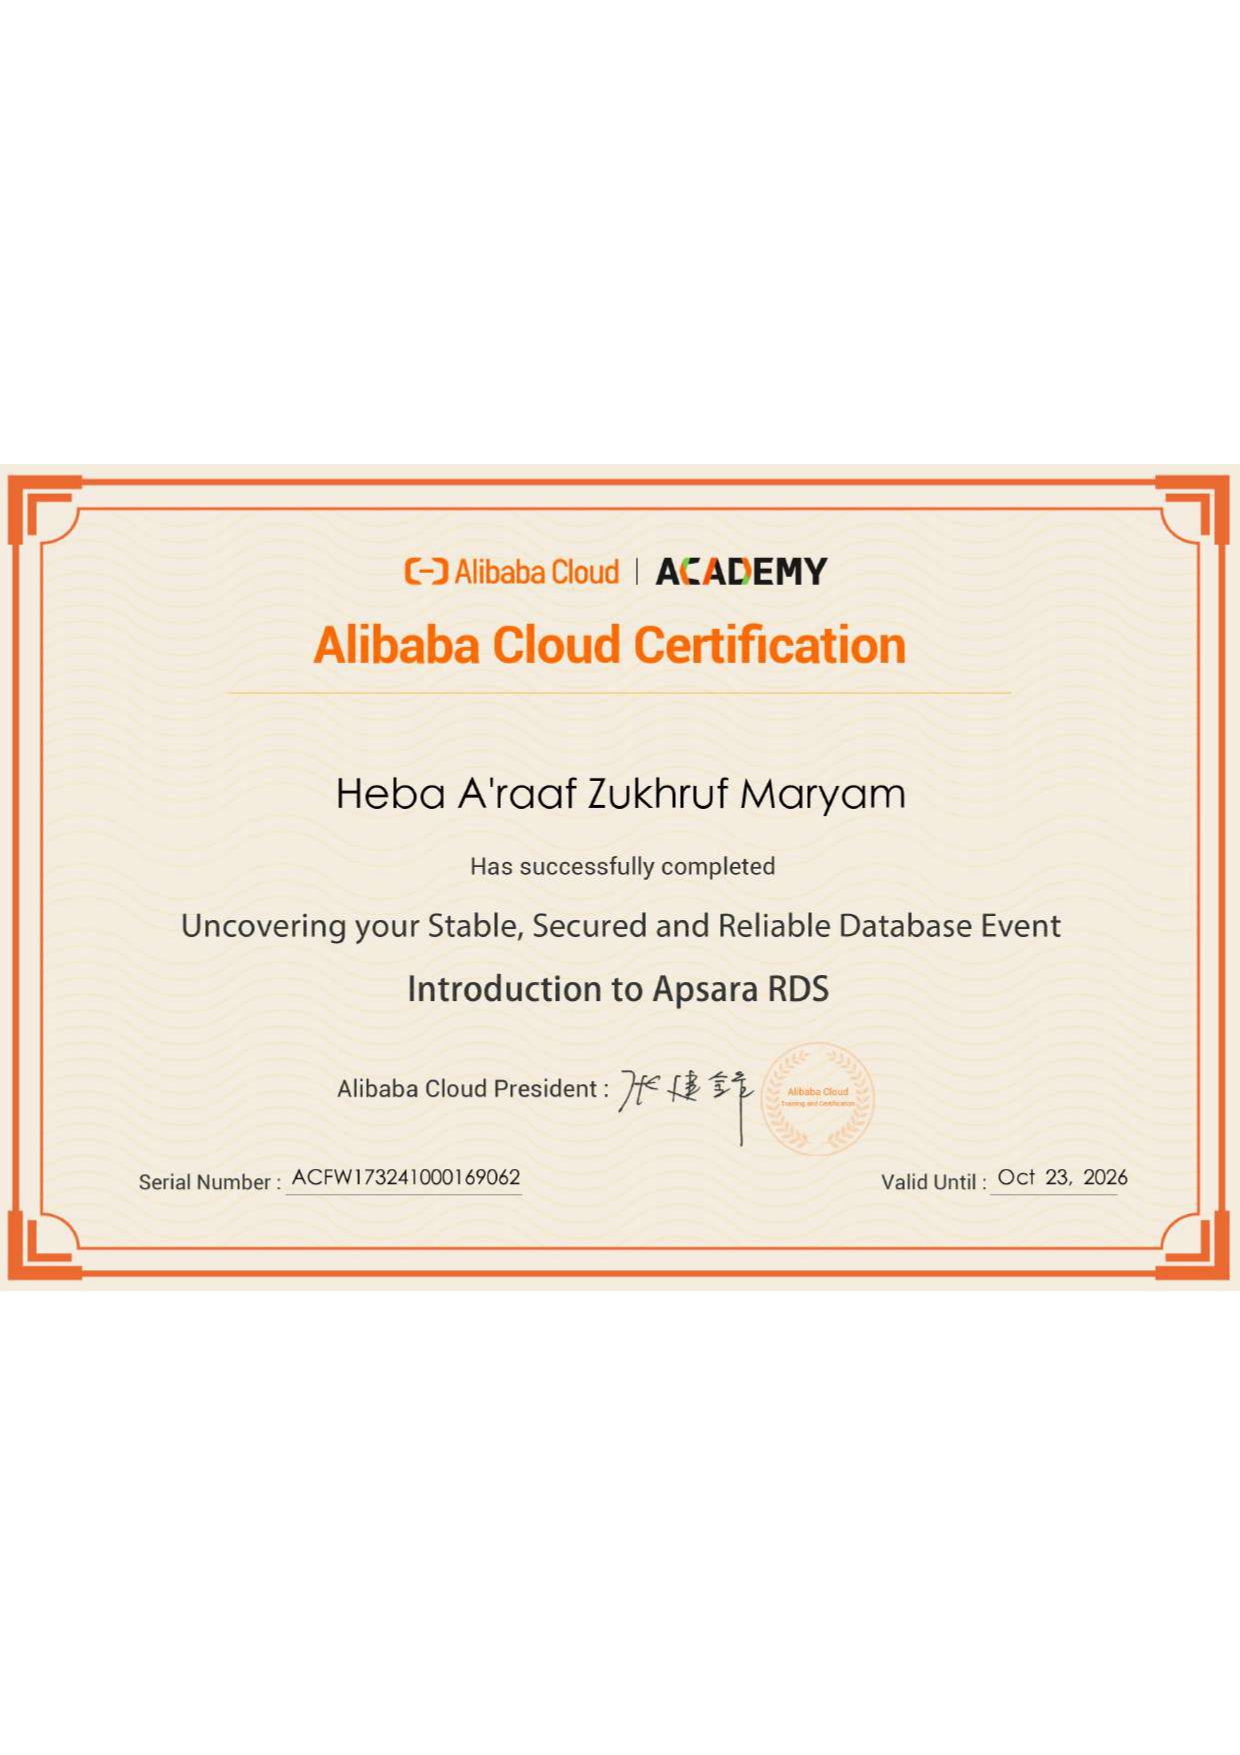 Alibaba Cloud | ACADEMY
Alibaba Cloud Certification
Heba A'raaf Zukhruf Maryam
Has successfully completed
Uncovering your Stable, Secured and Reliable Database Event
Introduction to Apsara RDS
Alibaba Cloud President : 张建锋
Alibaba Cloud
Training and Certification
Serial Number : ACFW173241000169062
Valid Until : Oct 23, 2026